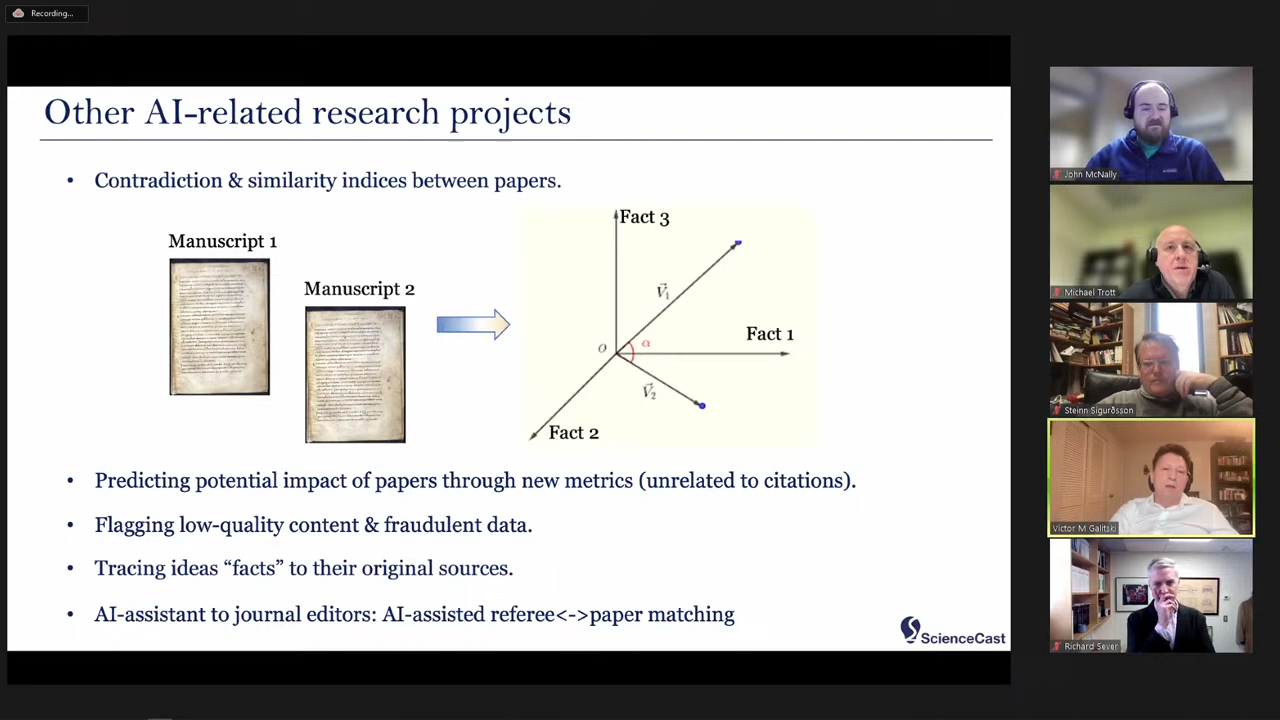 Recording...
Other AI-related research projects
• Contradiction & similarity indices between papers.
Manuscript 1
Manuscript 2
Fact 3
V₁
Fact 1
O
α
V₂
Fact 2
• Predicting potential impact of papers through new metrics (unrelated to citations).
• Flagging low-quality content & fraudulent data.
• Tracing ideas “facts” to their original sources.
• AI-assistant to journal editors: AI-assisted referee<->paper matching
ScienceCast
John McNally
Michael Trott
Steinn Sigurðsson
Victor M Galitski
Richard Sever